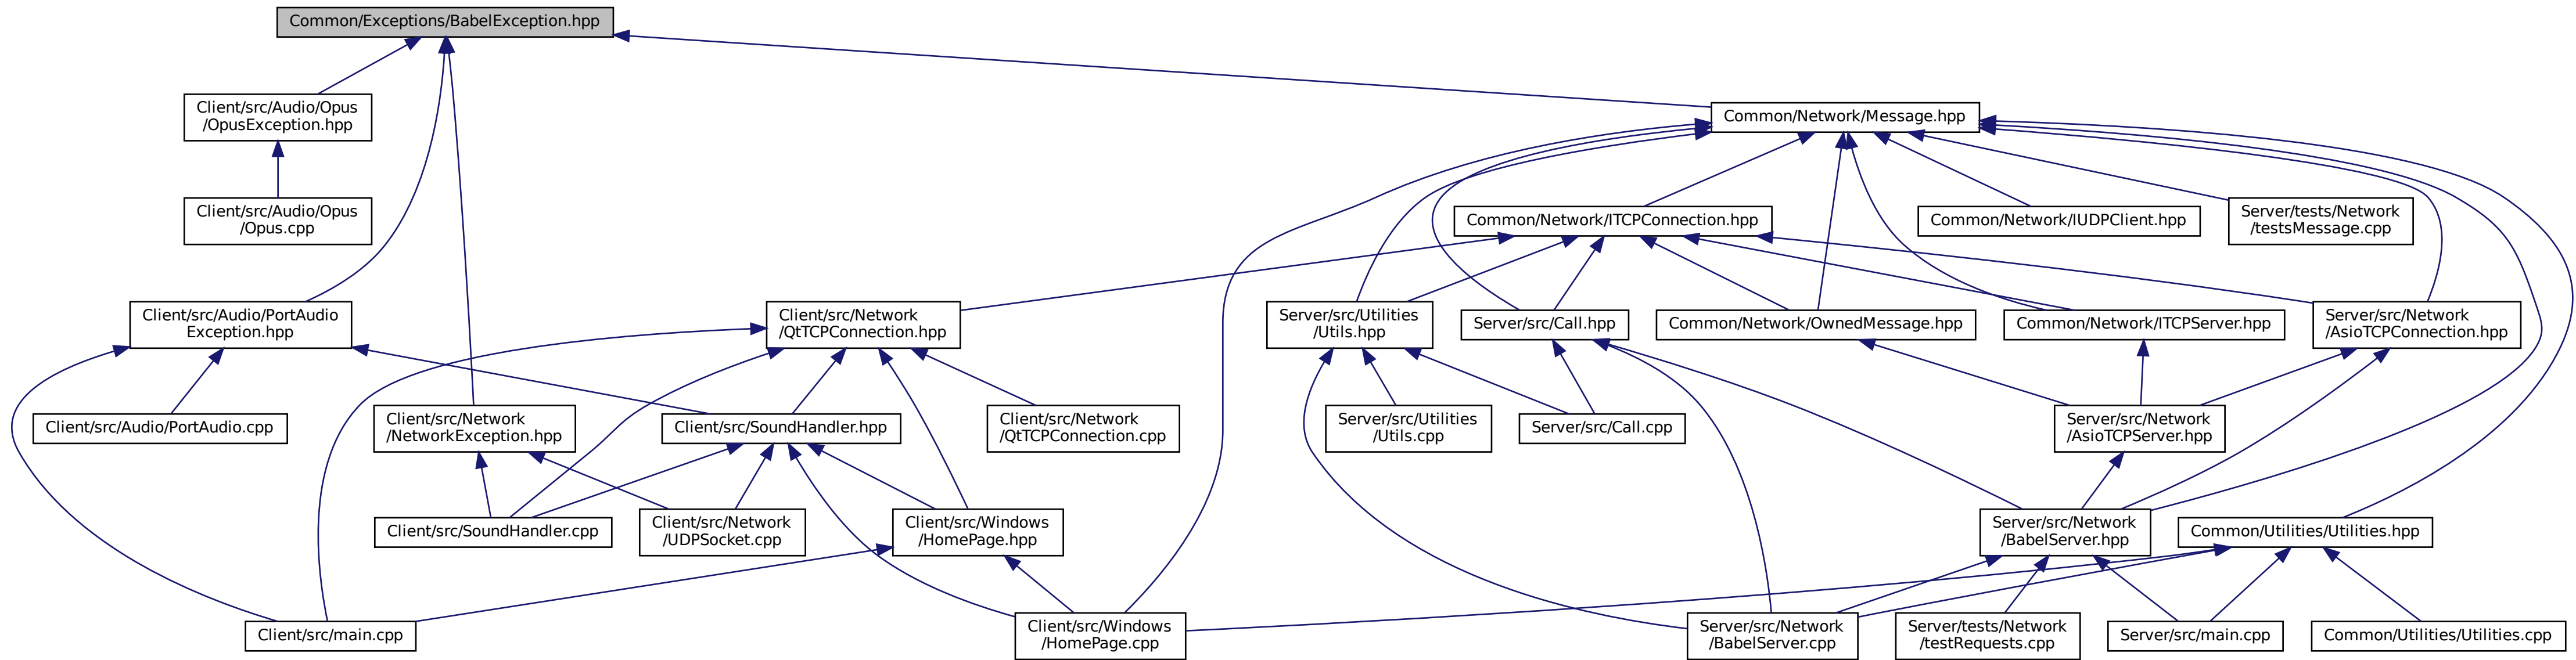 Common/Exceptions/BabelException.hpp
Client/src/Audio/Opus
/OpusException.hpp
Common/Network/Message.hpp
Client/src/Audio/Opus
/Opus.cpp
Common/Network/ITCPConnection.hpp
Common/Network/IUDPClient.hpp
Server/tests/Network
/testsMessage.cpp
Client/src/Audio/PortAudio
Exception.hpp
Client/src/Network
/QtTCPConnection.hpp
Server/src/Utilities
/Utils.hpp
Server/src/Call.hpp
Common/Network/OwnedMessage.hpp
Common/Network/ITCPServer.hpp
Server/src/Network
/AsioTCPConnection.hpp
Client/src/Audio/PortAudio.cpp
Client/src/Network
/NetworkException.hpp
Client/src/SoundHandler.hpp
Client/src/Network
/QtTCPConnection.cpp
Server/src/Utilities
/Utils.cpp
Server/src/Call.cpp
Server/src/Network
/AsioTCPServer.hpp
Client/src/SoundHandler.cpp
Client/src/Network
/UDPSocket.cpp
Client/src/Windows
/HomePage.hpp
Server/src/Network
/BabelServer.hpp
Common/Utilities/Utilities.hpp
Client/src/main.cpp
Client/src/Windows
/HomePage.cpp
Server/src/Network
/BabelServer.cpp
Server/tests/Network
/testRequests.cpp
Server/src/main.cpp
Common/Utilities/Utilities.cpp